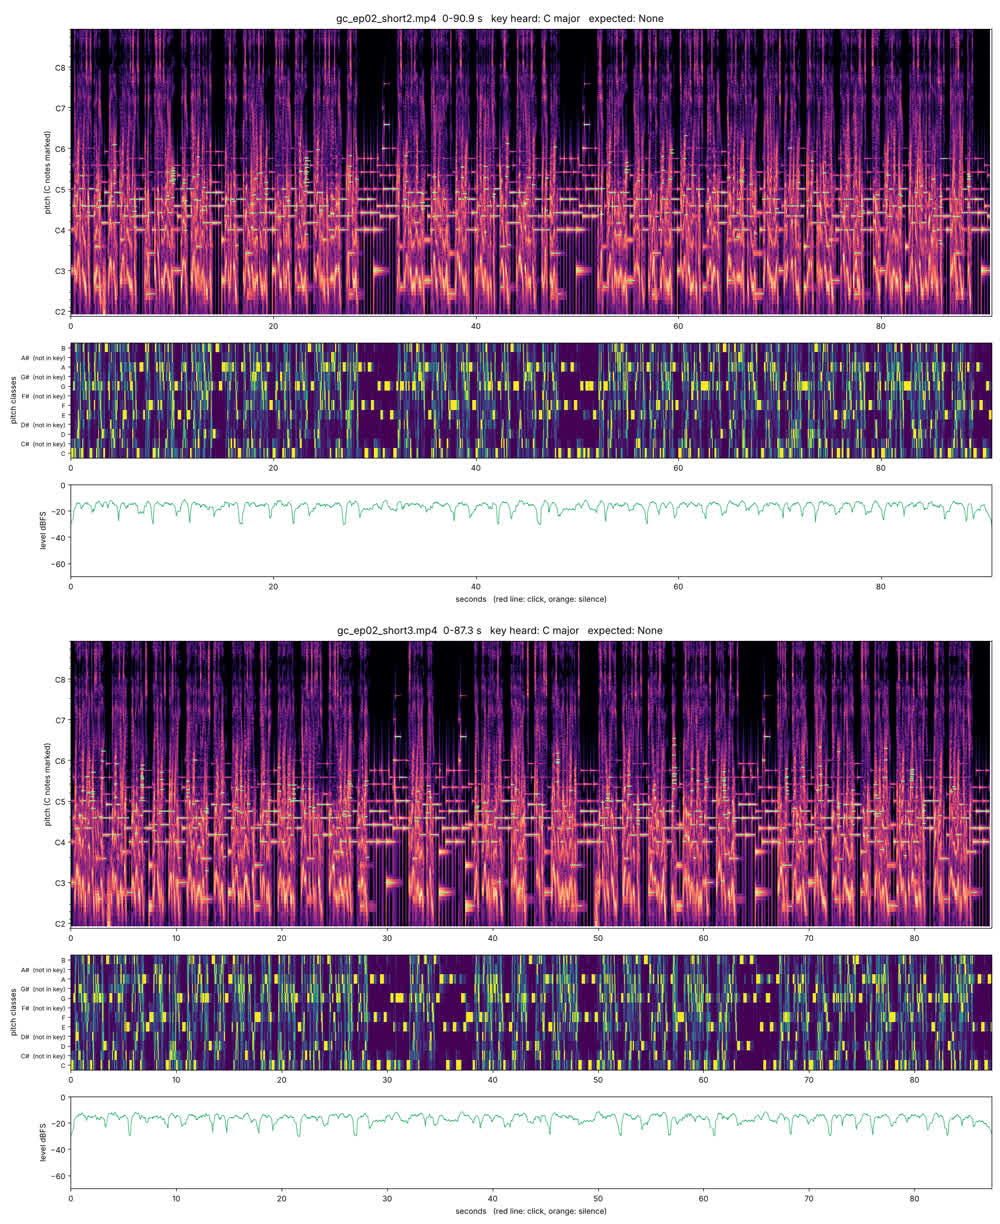 gc_ep02_short2.mp4  0-90.9 s   key heard: C major   expected: None
pitch (C notes marked)
C8
C7
C6
C5
C4
C3
C2
0 20 40 60 80
pitch classes
B
A# (not in key)
A
G# (not in key)
G
F# (not in key)
F
E
D# (not in key)
D
C# (not in key)
C
0 20 40 60 80
level dBFS
0
−20
−40
−60
0 20 40 60 80
seconds   (red line: click, orange: silence)
gc_ep02_short3.mp4  0-87.3 s   key heard: C major   expected: None
pitch (C notes marked)
C8
C7
C6
C5
C4
C3
C2
0 10 20 30 40 50 60 70 80
pitch classes
B
A# (not in key)
A
G# (not in key)
G
F# (not in key)
F
E
D# (not in key)
D
C# (not in key)
C
0 10 20 30 40 50 60 70 80
level dBFS
0
−20
−40
−60
0 10 20 30 40 50 60 70 80
seconds   (red line: click, orange: silence)